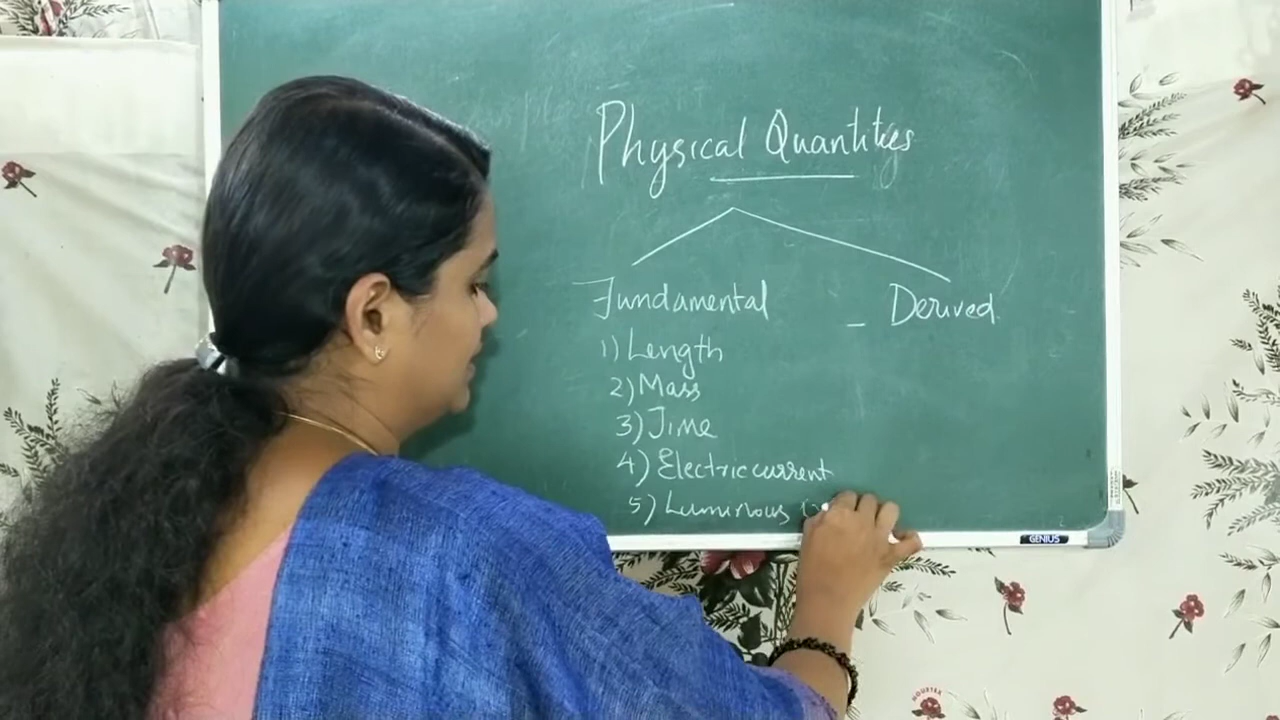 Physical Quantities
Fundamental
– Derived
1) Length
2) Mass
3) Time
4) Electric current
5) Luminous
GENIUS